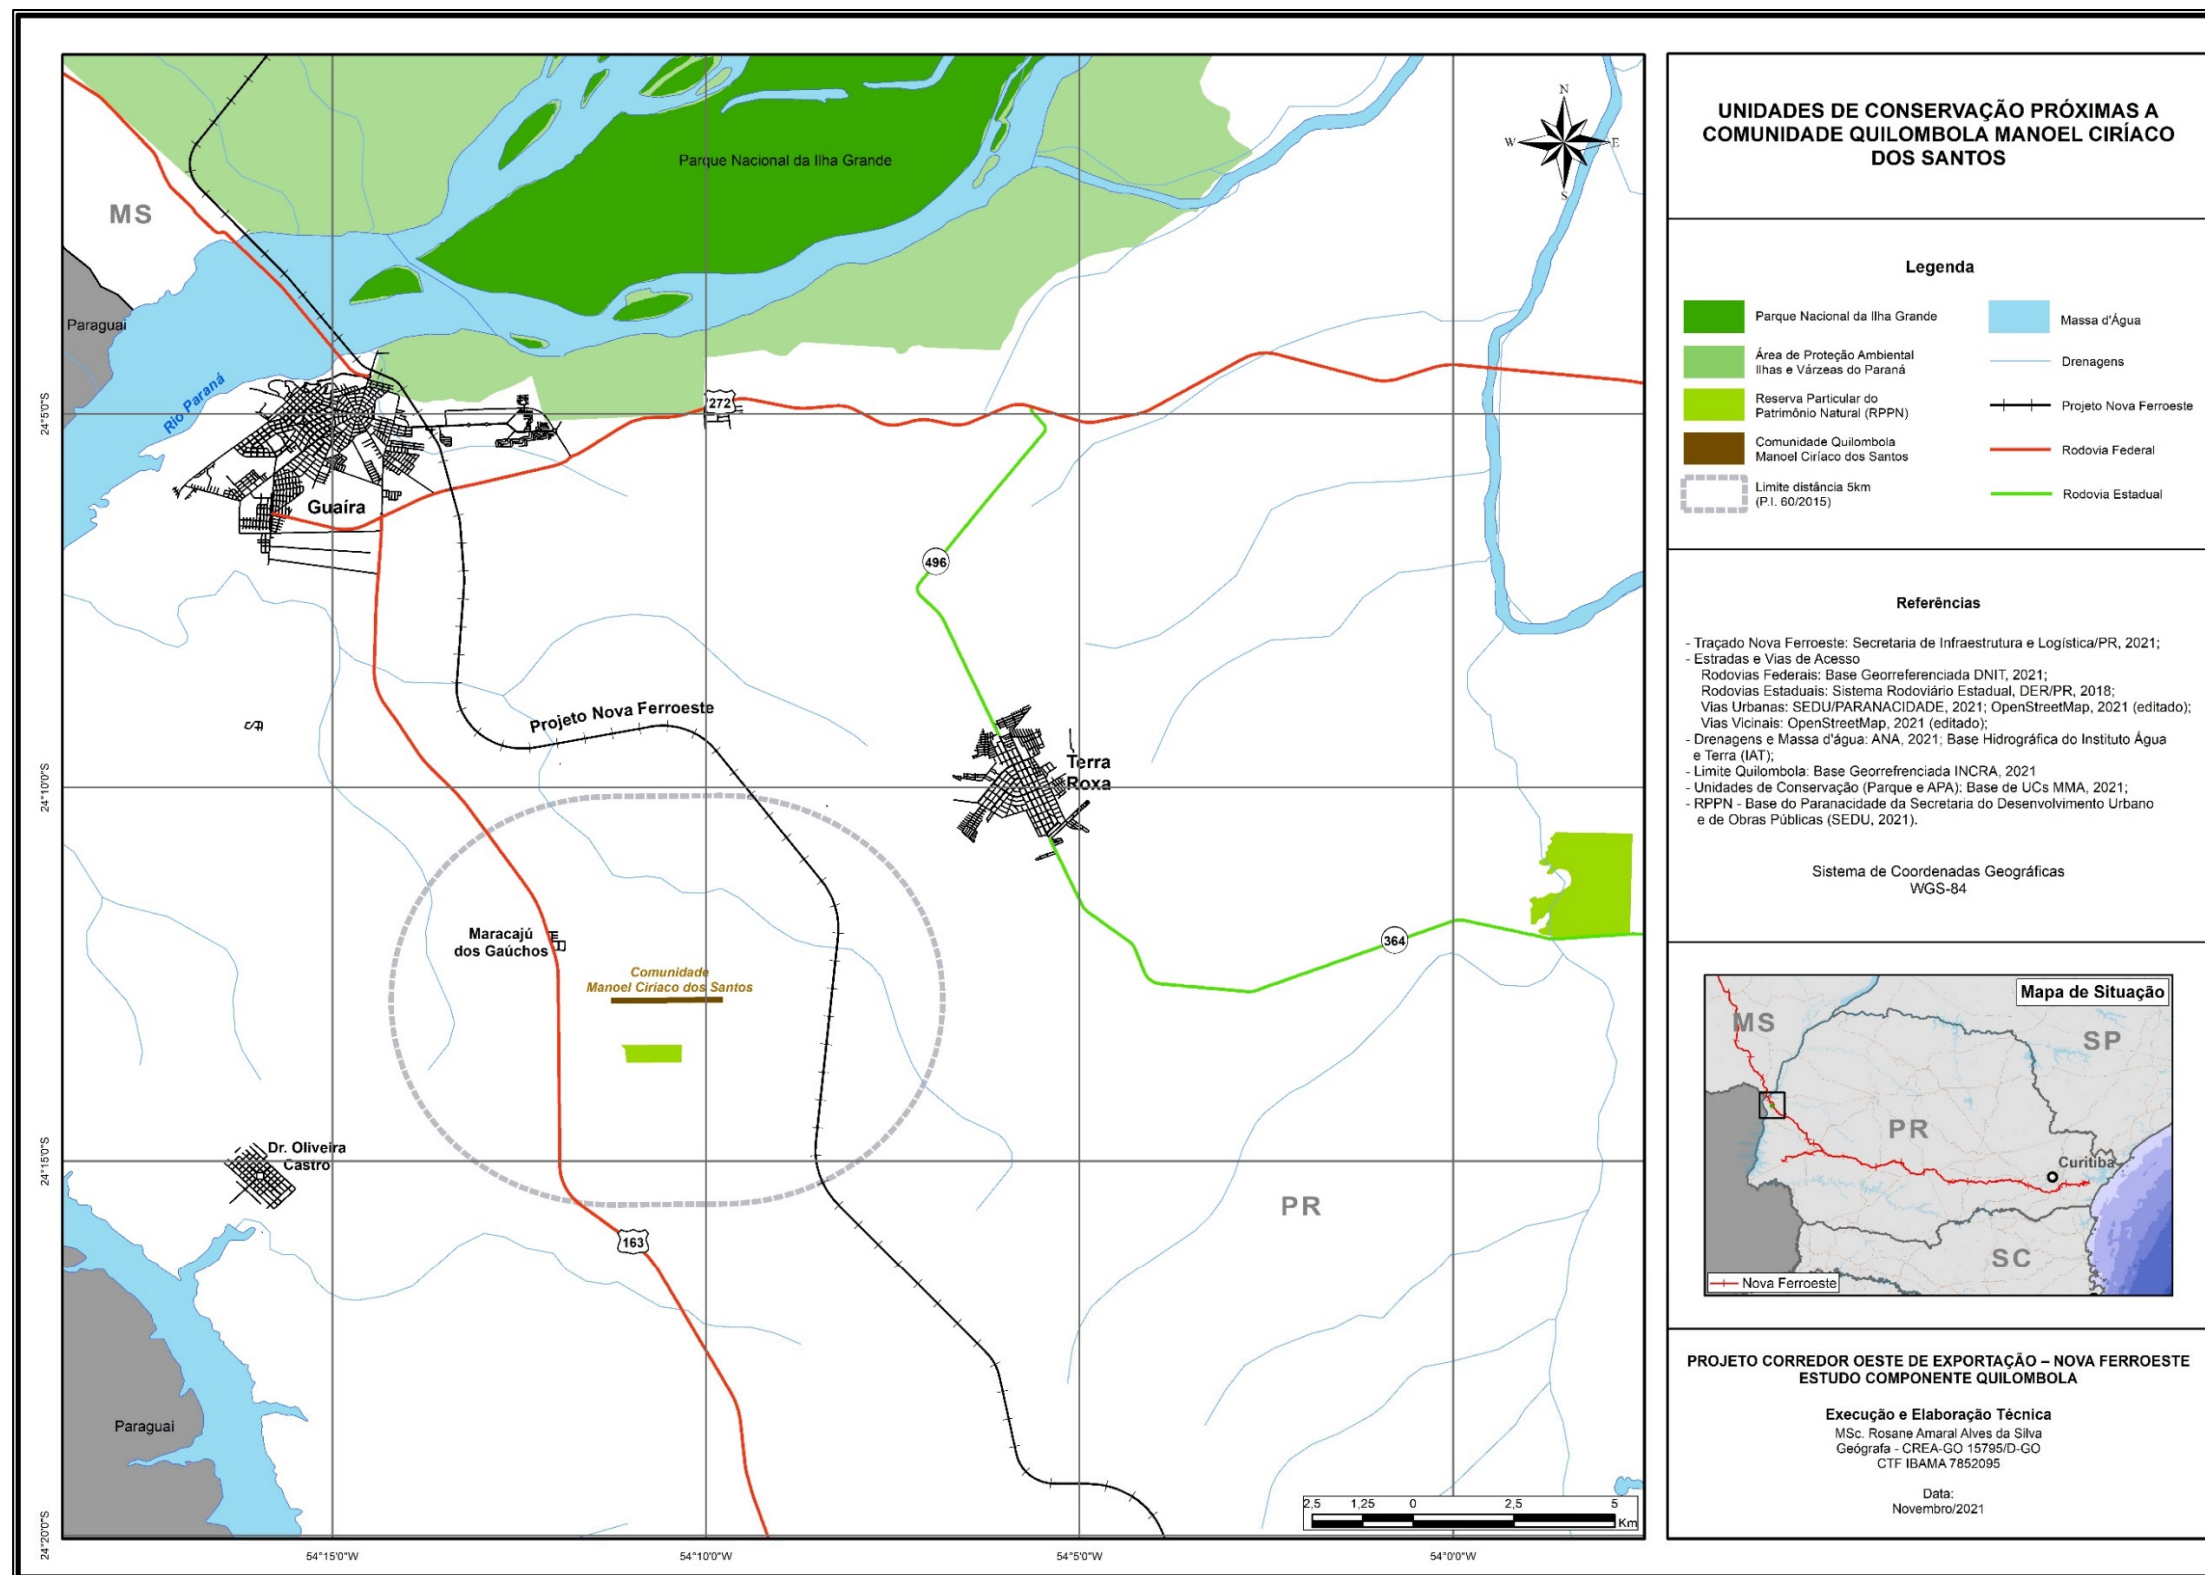 UNIDADES DE CONSERVAÇÃO PRÓXIMAS A
COMUNIDADE QUILOMBOLA MANOEL CIRÍACO
DOS SANTOS
Legenda
Parque Nacional da Ilha Grande
Área de Proteção Ambiental
Ilhas e Várzeas do Paraná
Reserva Particular do
Patrimônio Natural (RPPN)
Comunidade Quilombola
Manoel Ciríaco dos Santos
Limite distância 5km
(P.I. 60/2015)
Massa d'Água
Drenagens
Projeto Nova Ferroeste
Rodovia Federal
Rodovia Estadual
Referências
- Traçado Nova Ferroeste: Secretaria de Infraestrutura e Logística/PR, 2021;
- Estradas e Vias de Acesso
Rodovias Federais: Base Georreferenciada DNIT, 2021;
Rodovias Estaduais: Sistema Rodoviário Estadual, DER/PR, 2018;
Vias Urbanas: SEDU/PARANACIDADE, 2021; OpenStreetMap, 2021 (editado);
Vias Vicinais: OpenStreetMap, 2021 (editado);
- Drenagens e Massa d'água: ANA, 2021; Base Hidrográfica do Instituto Água
e Terra (IAT);
- Limite Quilombola: Base Georrefrenciada INCRA, 2021
- Unidades de Conservação (Parque e APA): Base de UCs MMA, 2021;
- RPPN - Base do Paranacidade da Secretaria do Desenvolvimento Urbano
e de Obras Públicas (SEDU, 2021).
Sistema de Coordenadas Geográficas
WGS-84
Mapa de Situação
MS
SP
PR
Curitiba
SC
Nova Ferroeste
PROJETO CORREDOR OESTE DE EXPORTAÇÃO – NOVA FERROESTE
ESTUDO COMPONENTE QUILOMBOLA
Execução e Elaboração Técnica
MSc. Rosane Amaral Alves da Silva
Geógrafa - CREA-GO 15795/D-GO
CTF IBAMA 7852095
Data:
Novembro/2021
Parque Nacional da Ilha Grande
N
W
E
S
MS
Paraguai
Rio Paraná
24°5'0"S
272
Guaíra
496
Projeto Nova Ferroeste
Terra
Roxa
24°10'0"S
Maracajú
dos Gaúchos
364
Comunidade
Manoel Ciríaco dos Santos
Dr. Oliveira
Castro
24°15'0"S
PR
163
Paraguai
2,5
1,25
0
2,5
5
Km
24°20'0"S
54°15'0"W
54°10'0"W
54°5'0"W
54°0'0"W